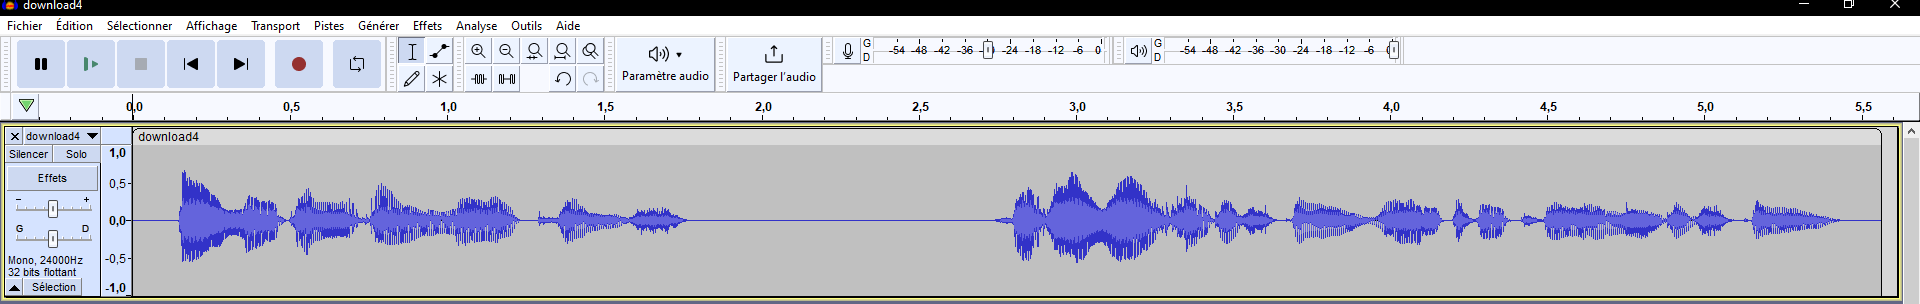 download4
Fichier Édition Sélectionner Affichage Transport Pistes Générer Effets Analyse Outils Aide
Paramètre audio
Partager l'audio
G
D
-54 -48 -42 -36 -24 -18 -12 -6 0
G
D
-54 -48 -42 -36 -30 -24 -18 -12 -6
0,0 0,5 1,0 1,5 2,0 2,5 3,0 3,5 4,0 4,5 5,0 5,5
download4
Silencer Solo
Effets
- +
G D
Mono, 24000Hz
32 bits flottant
Sélection
1,0
0,5
0,0
-0,5
-1,0
download4